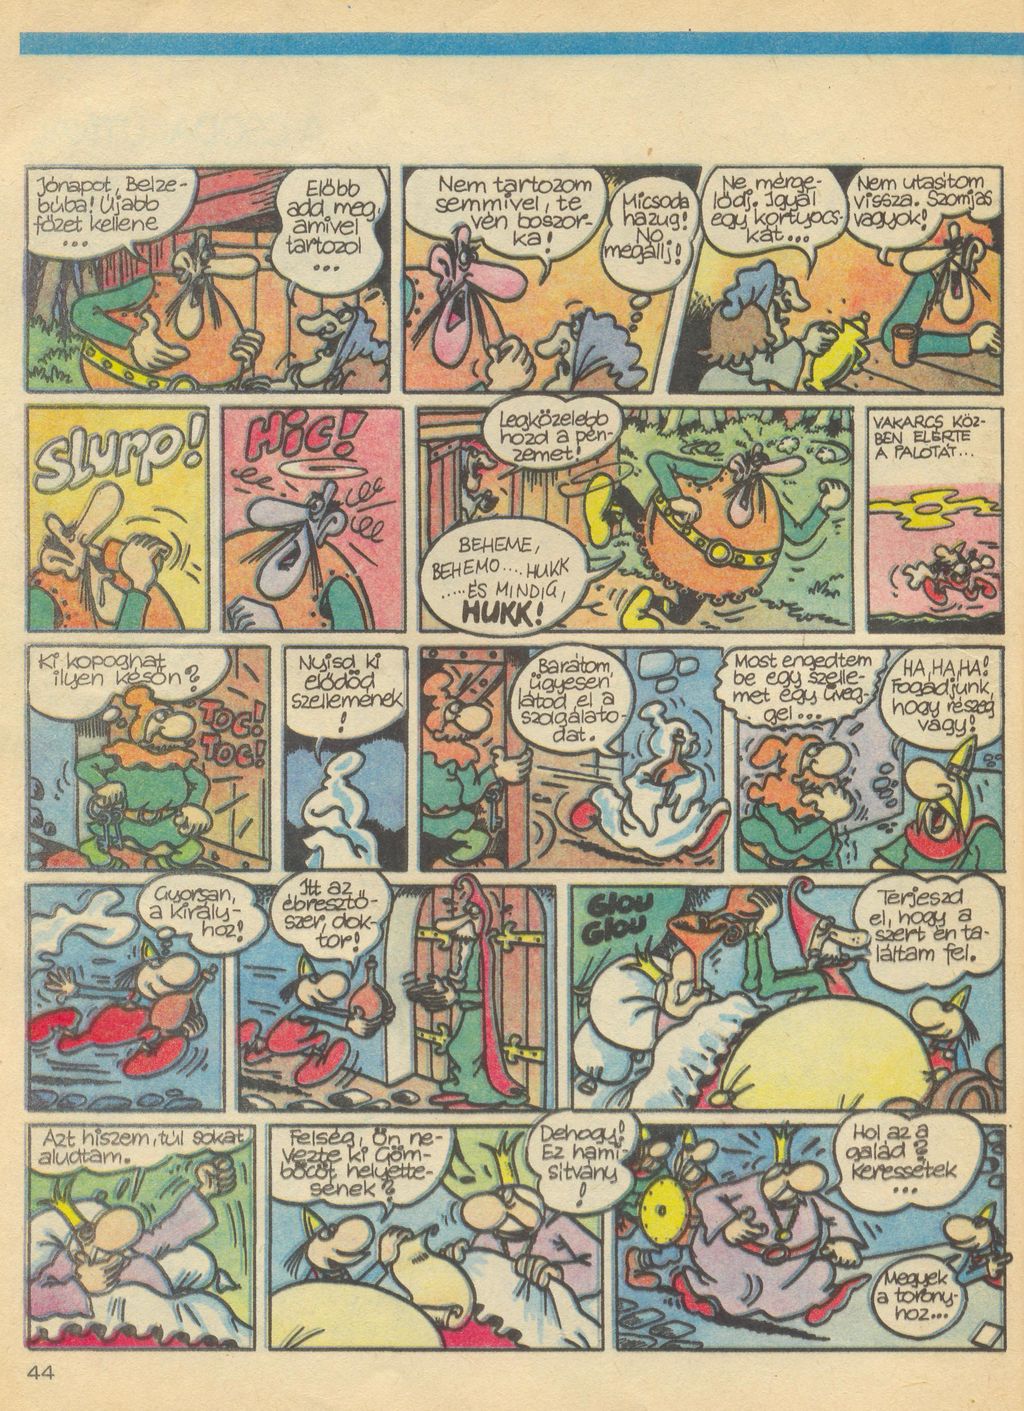 Jónapot, Belze-
buba! Újabb
főzet kellene
...
Előbb
add meg,
amivel
tartozol
...
Nem tartozom
semmivel, te
vén boszor-
ka!
Micsoda
hazug!
No
megállj!
Ne mérge-
lődj. Igyál
egy kortyocs-
kát...
Nem utasítom
vissza. Szomjas
vagyok!
SLURP!
HIC!
Legközelebb
hozd a pén-
zemet!
BEHEME,
BEHEMO....HUKK
.....ÉS MINDIG,
HUKK!
VAKARCS KÖZ-
BEN ELÉRTE
A PALOTÁT...
Ki kopoghat
ilyen késön?
TOC!
TOC!
Nyisd ki
elődöd
szellemének
!
Barátom,
ügyesen
látod el a
szolgálato-
dat.
Most engedtem
be egy szelle-
met egy üveg-
gel...
HA, HA, HA!
Fogadjunk,
hogy részeg
vagy!
Gyorsan,
a király-
hoz!
Itt az
ébresztő-
szer, dok-
tor!
GLOU
GLOU
Terjeszd
el, hogy a
szert én ta-
láltam fel.
Azt hiszem, túl sokat
aludtam.
Felség, Ön ne-
vezte ki Göm-
böcöt helyette-
sének?
Dehogy!
Ez hami-
sítvány
!
Hol az a
galád?
Keressétek
...
Megyek
a torony-
hoz...
44